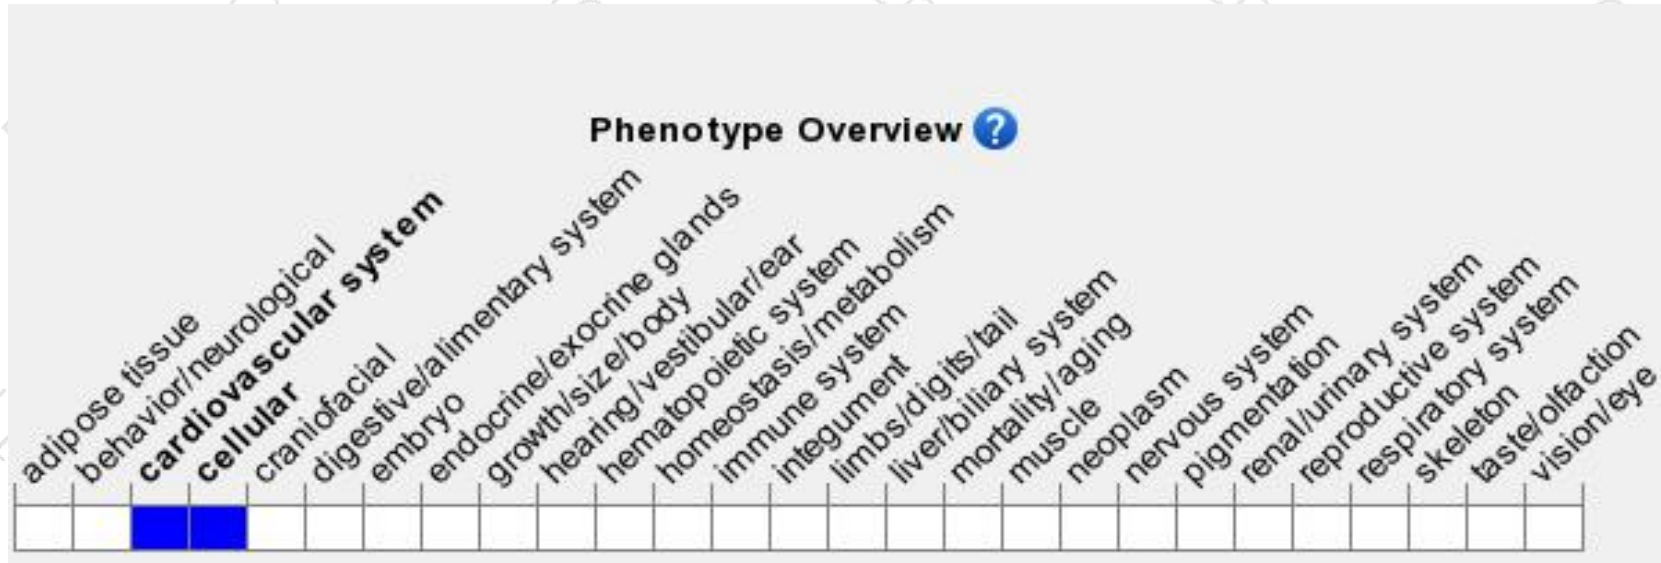 Phenotype Overview ?
adipose tissue
behavior/neurological
cardiovascular system
cellular
craniofacial
digestive/alimentary system
embryo
endocrine/exocrine glands
growth/size/body
hearing/vestibular/ear
hematopoietic system
homeostasis/metabolism
immune system
integument
limbs/digits/tail
liver/biliary system
mortality/aging
muscle
neoplasm
nervous system
pigmentation
renal/urinary system
reproductive system
respiratory system
skeleton
taste/olfaction
vision/eye